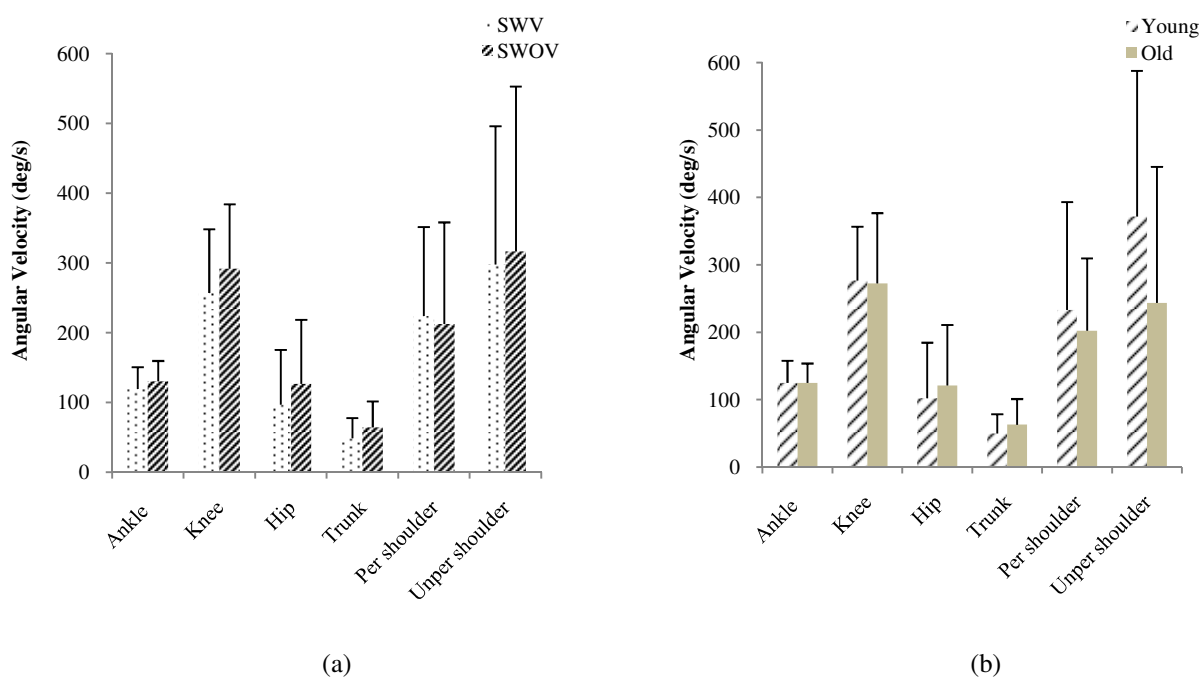 SWV
SWOV
600
500
400
300
200
100
0
Angular Velocity (deg/s)
Ankle
Knee
Hip
Trunk
Per shoulder
Unper shoulder
(a)
Young
Old
600
500
400
300
200
100
0
Angular Velocity (deg/s)
Ankle
Knee
Hip
Trunk
Per shoulder
Unper shoulder
(b)